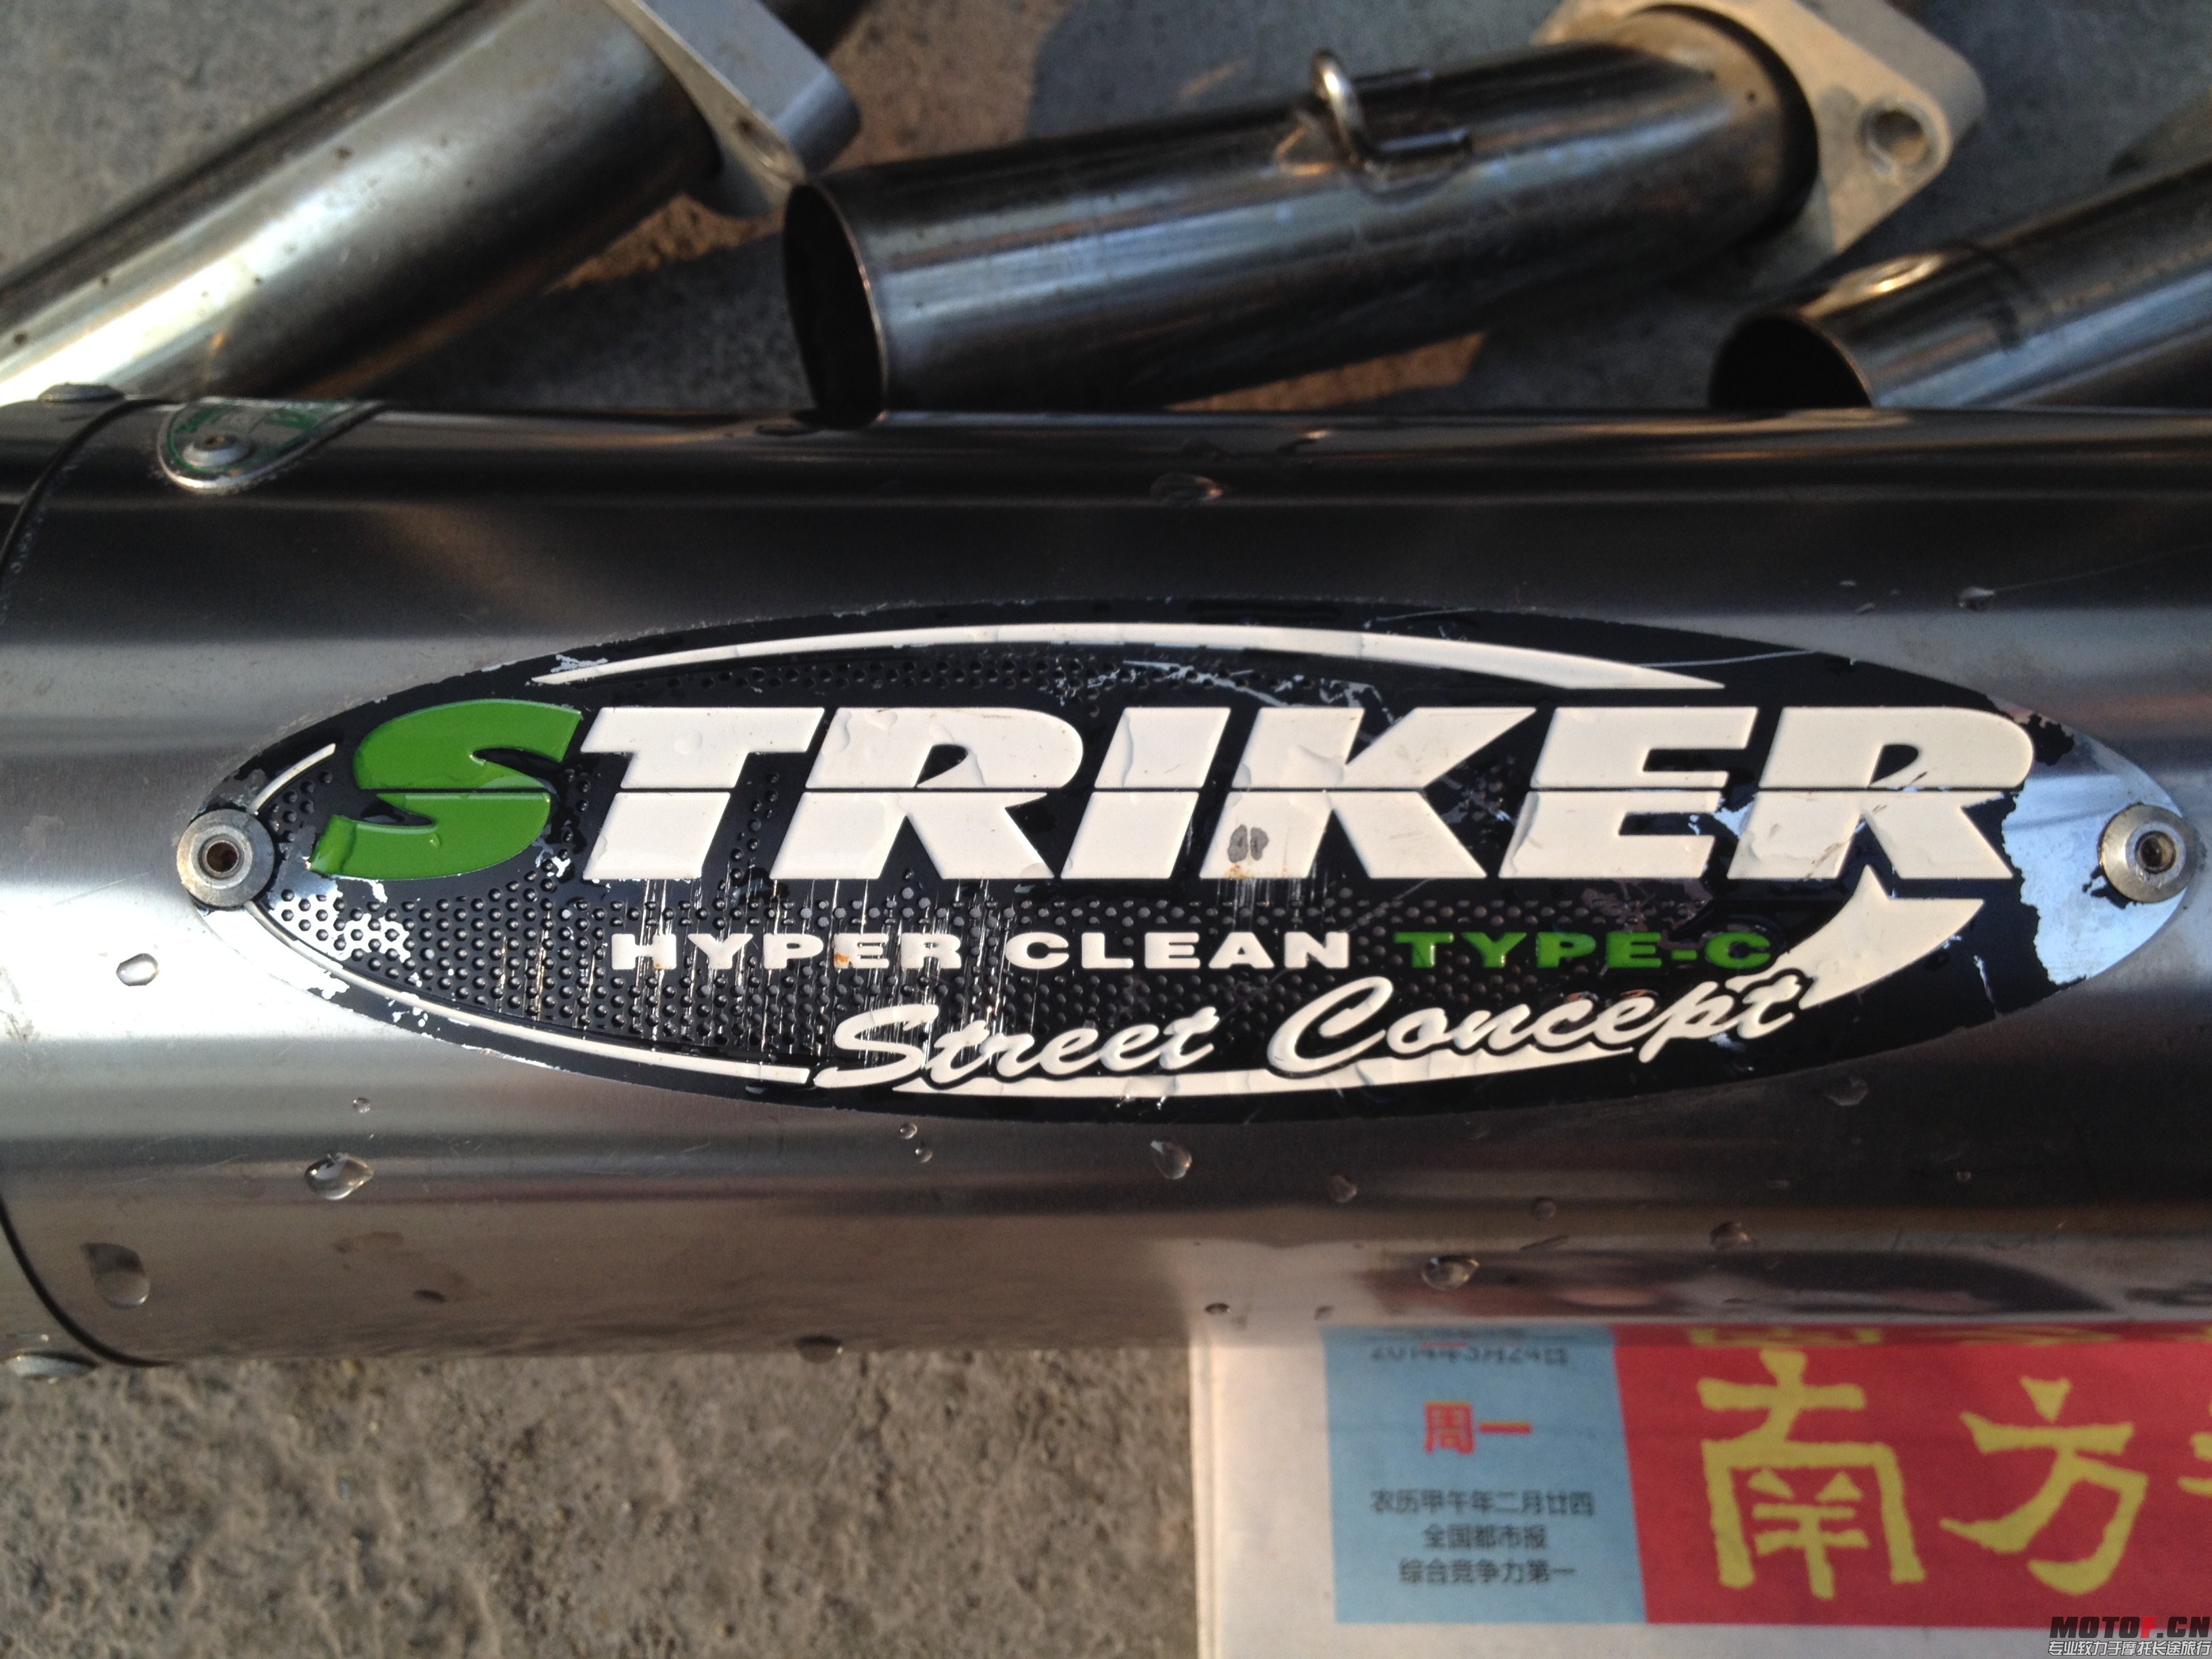 STRIKER
HYPER CLEAN TYPE-C
Street Concept
周一
农历甲午年二月廿四
全国都市报
综合竞争力第一
南方
MOTOF.CN
专业致力于摩托长途旅行